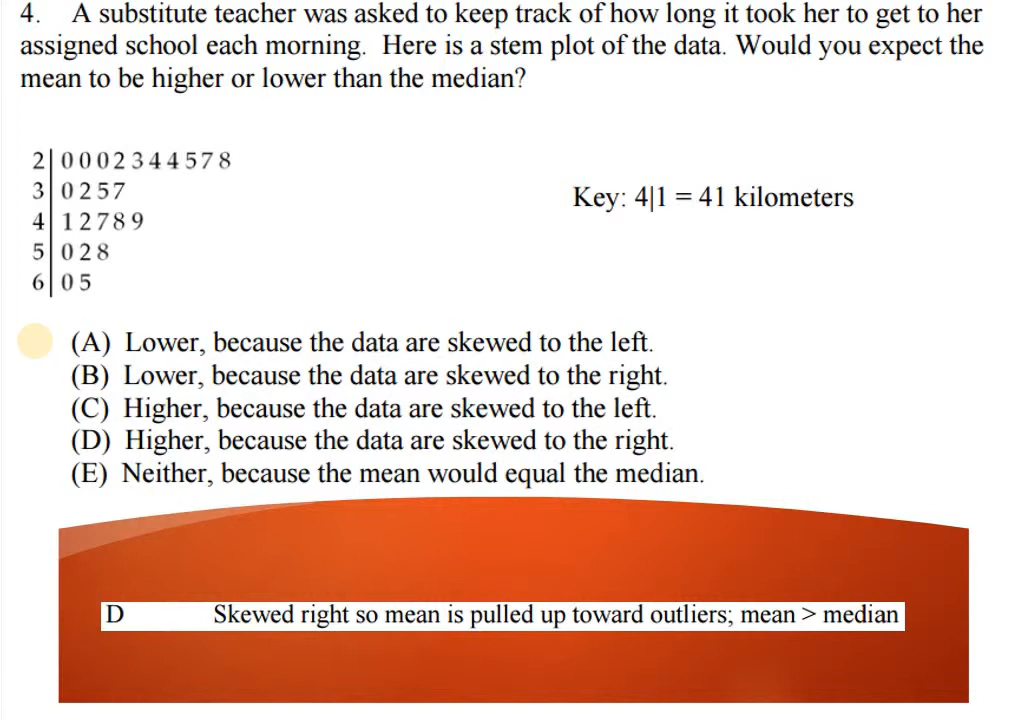 4. A substitute teacher was asked to keep track of how long it took her to get to her
assigned school each morning. Here is a stem plot of the data. Would you expect the
mean to be higher or lower than the median?
2|0 0 0 2 3 4 4 5 7 8
3|0 2 5 7
Key: 4|1 = 41 kilometers
4|1 2 7 8 9
5|0 2 8
6|0 5
(A) Lower, because the data are skewed to the left.
(B) Lower, because the data are skewed to the right.
(C) Higher, because the data are skewed to the left.
(D) Higher, because the data are skewed to the right.
(E) Neither, because the mean would equal the median.
D Skewed right so mean is pulled up toward outliers; mean > median